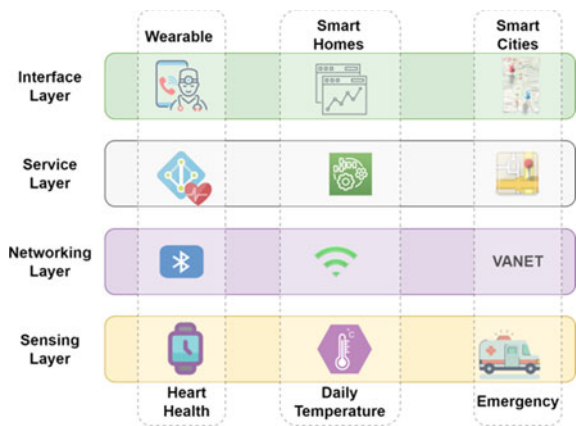 Wearable
Smart
Homes
Smart
Cities
Interface
Layer
Service
Layer
Networking
Layer
VANET
Sensing
Layer
°C
Heart
Health
Daily
Temperature
Emergency